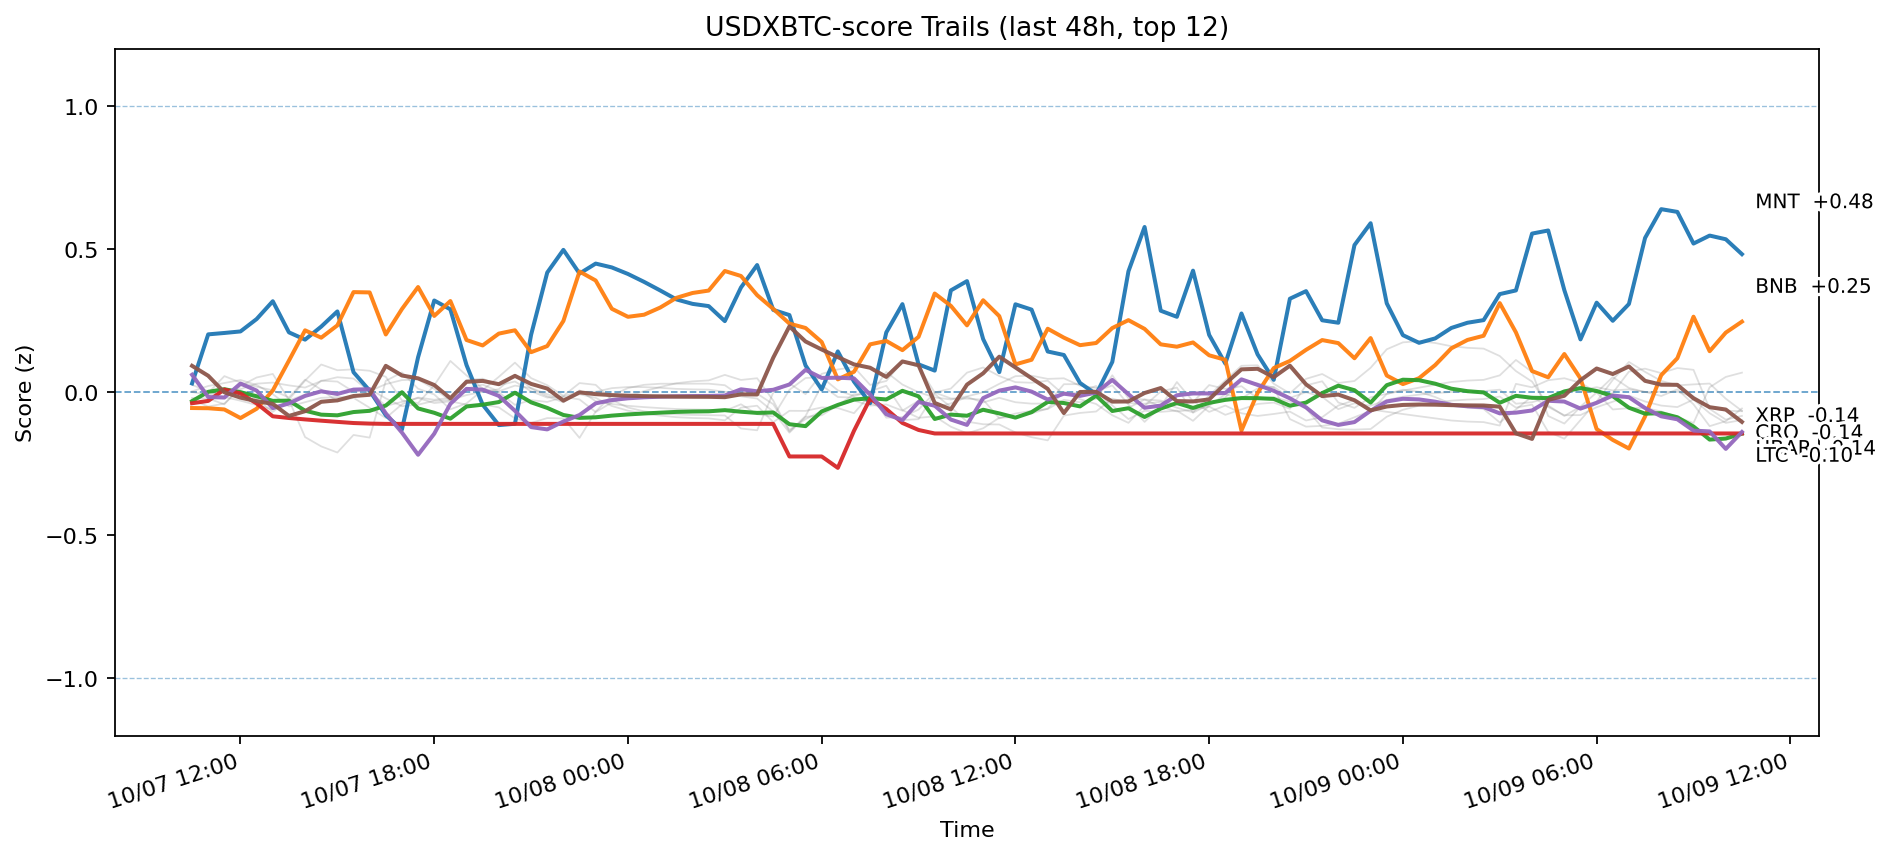 USDXBTC-score Trails (last 48h, top 12)
Score (z)
1.0
0.5
0.0
−0.5
−1.0
MNT +0.48
BNB +0.25
XRP -0.14
CRO -0.14
LTC -0.10
10/07 12:00
10/07 18:00
10/08 00:00
10/08 06:00
10/08 12:00
10/08 18:00
10/09 00:00
10/09 06:00
10/09 12:00
Time